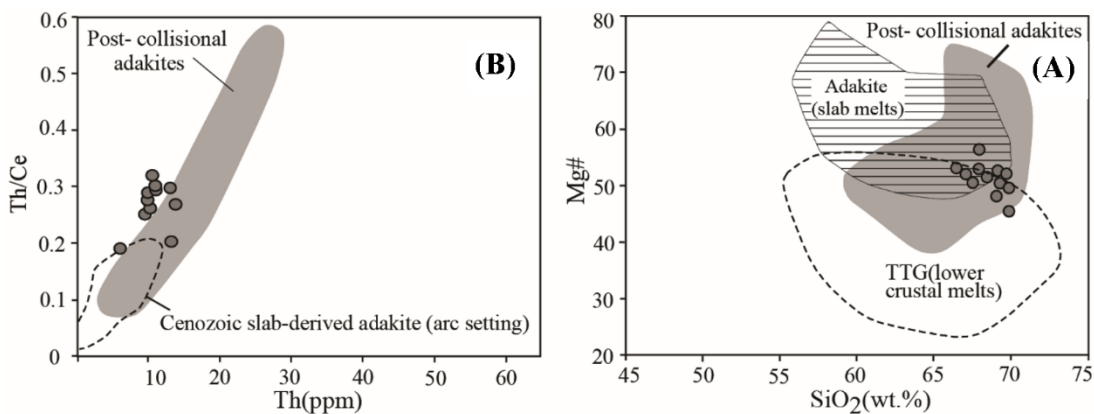 0.6
0.5
0.4
0.3
0.2
0.1
0
Th/Ce
Post- collisional
adakites
(B)
Cenozoic slab-derived adakite (arc setting)
10
20
30
40
50
60
Th(ppm)
80
70
60
50
40
30
20
Mg#
Post- collisional adakites
(A)
Adakite
(slab melts)
TTG(lower
crustal melts)
45
50
55
60
65
70
75
SiO2(wt.%)